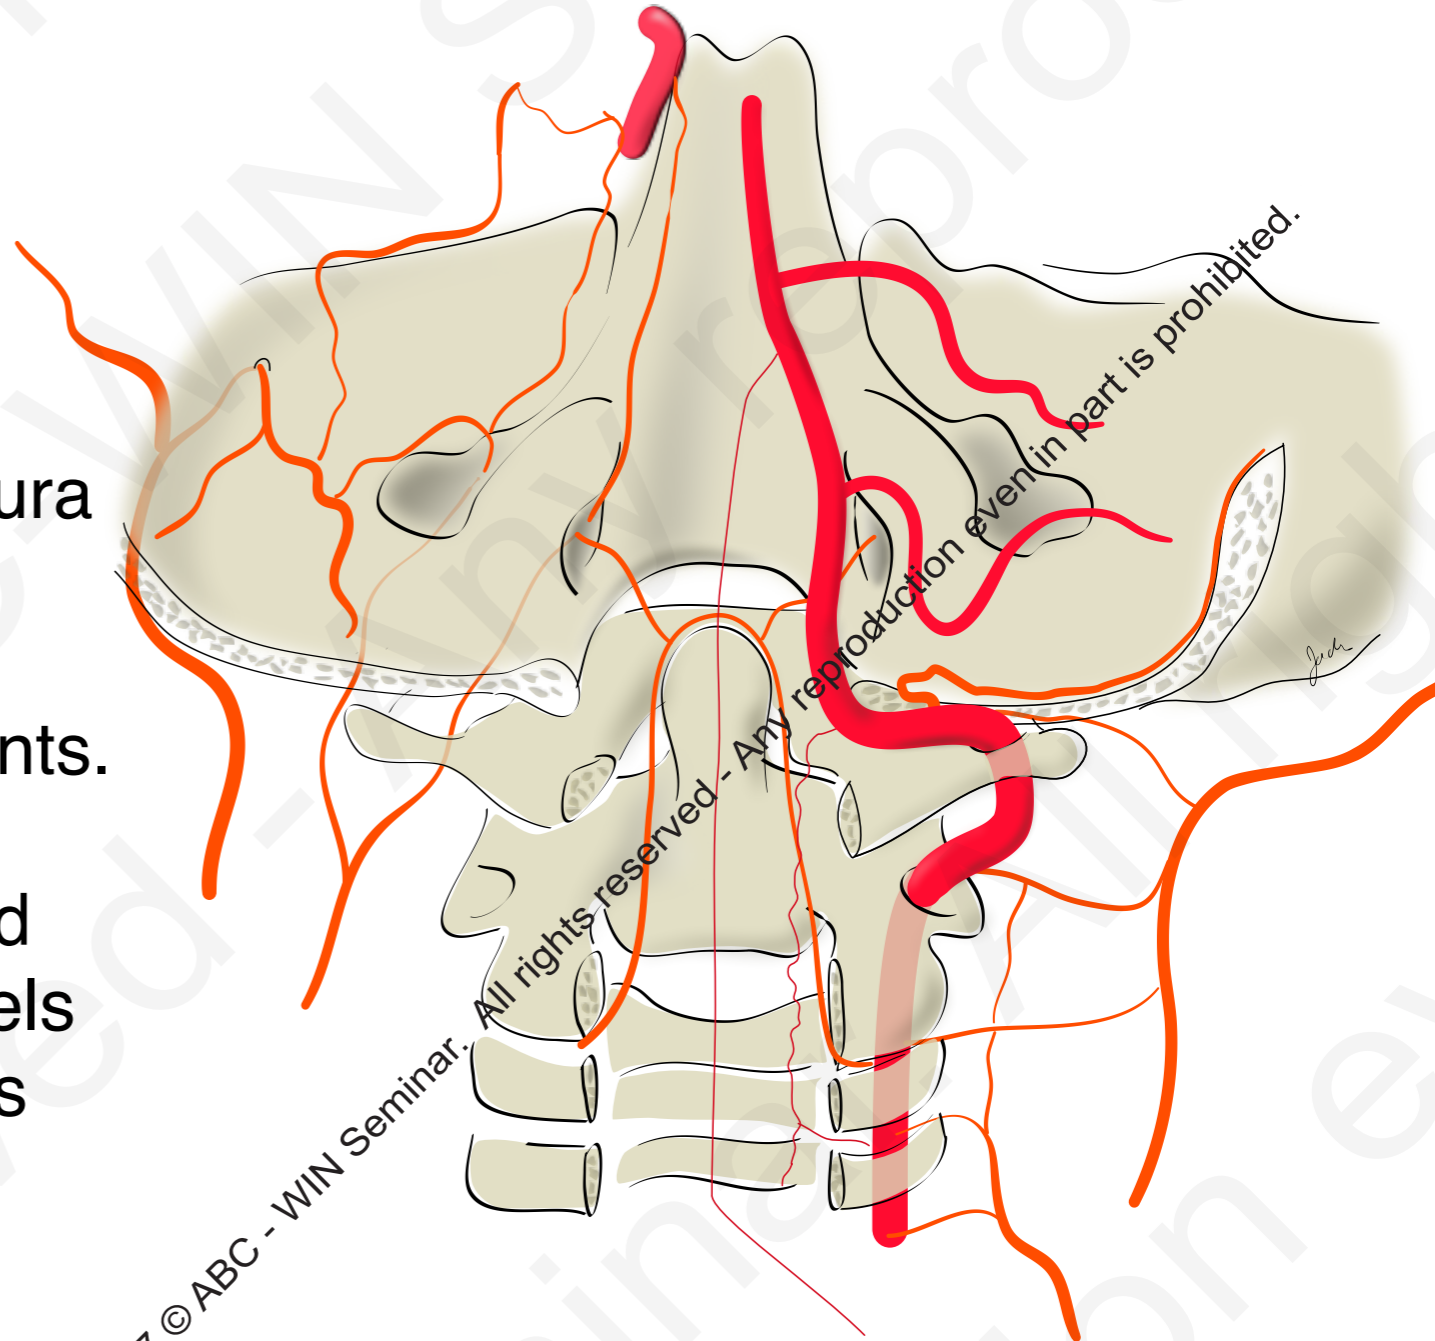 ura
nts.
d
els
s
© ABC - WIN Seminar. All rights reserved - Any reproduction even in part is prohibited.